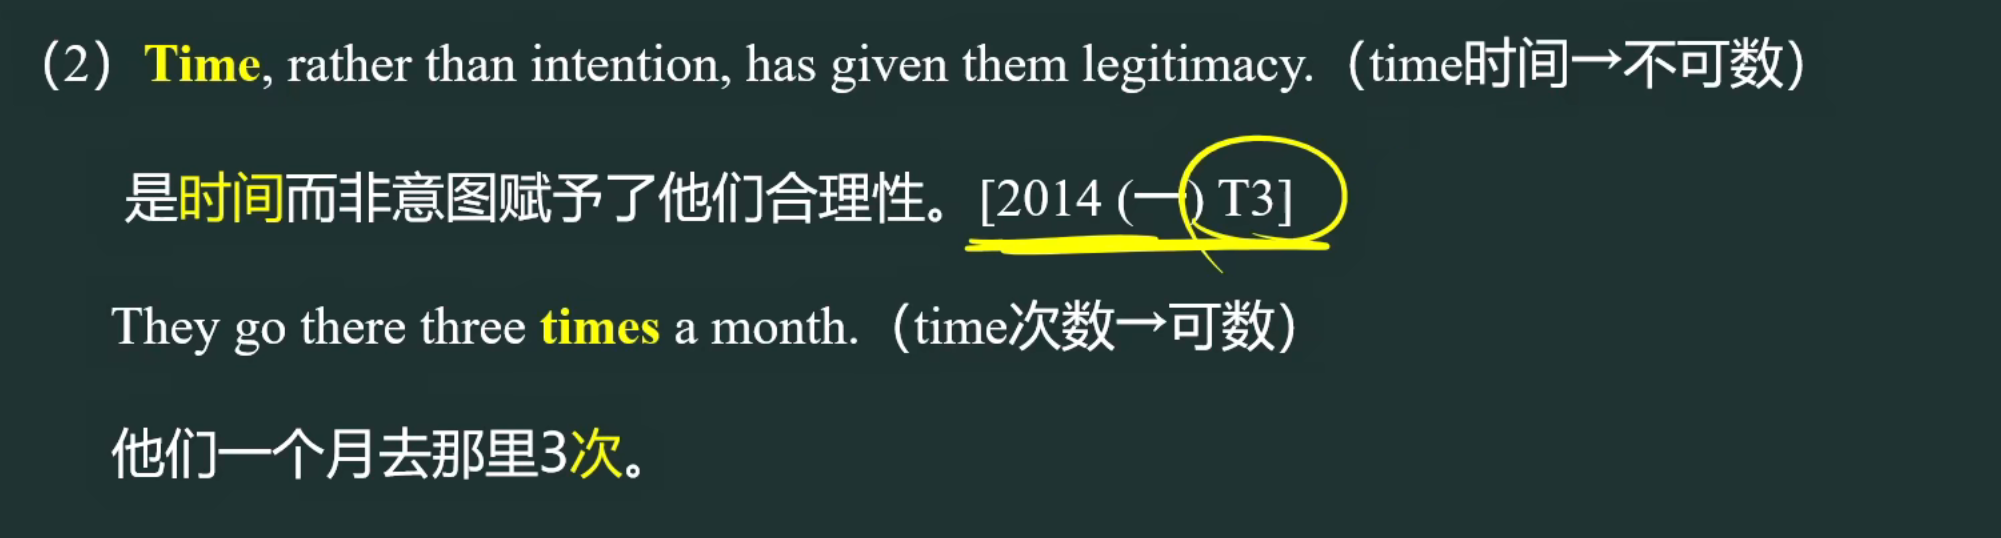 （2）Time, rather than intention, has given them legitimacy.（time时间→不可数）
是时间而非意图赋予了他们合理性。[2014 (一) T3]
They go there three times a month.（time次数→可数）
他们一个月去那里3次。